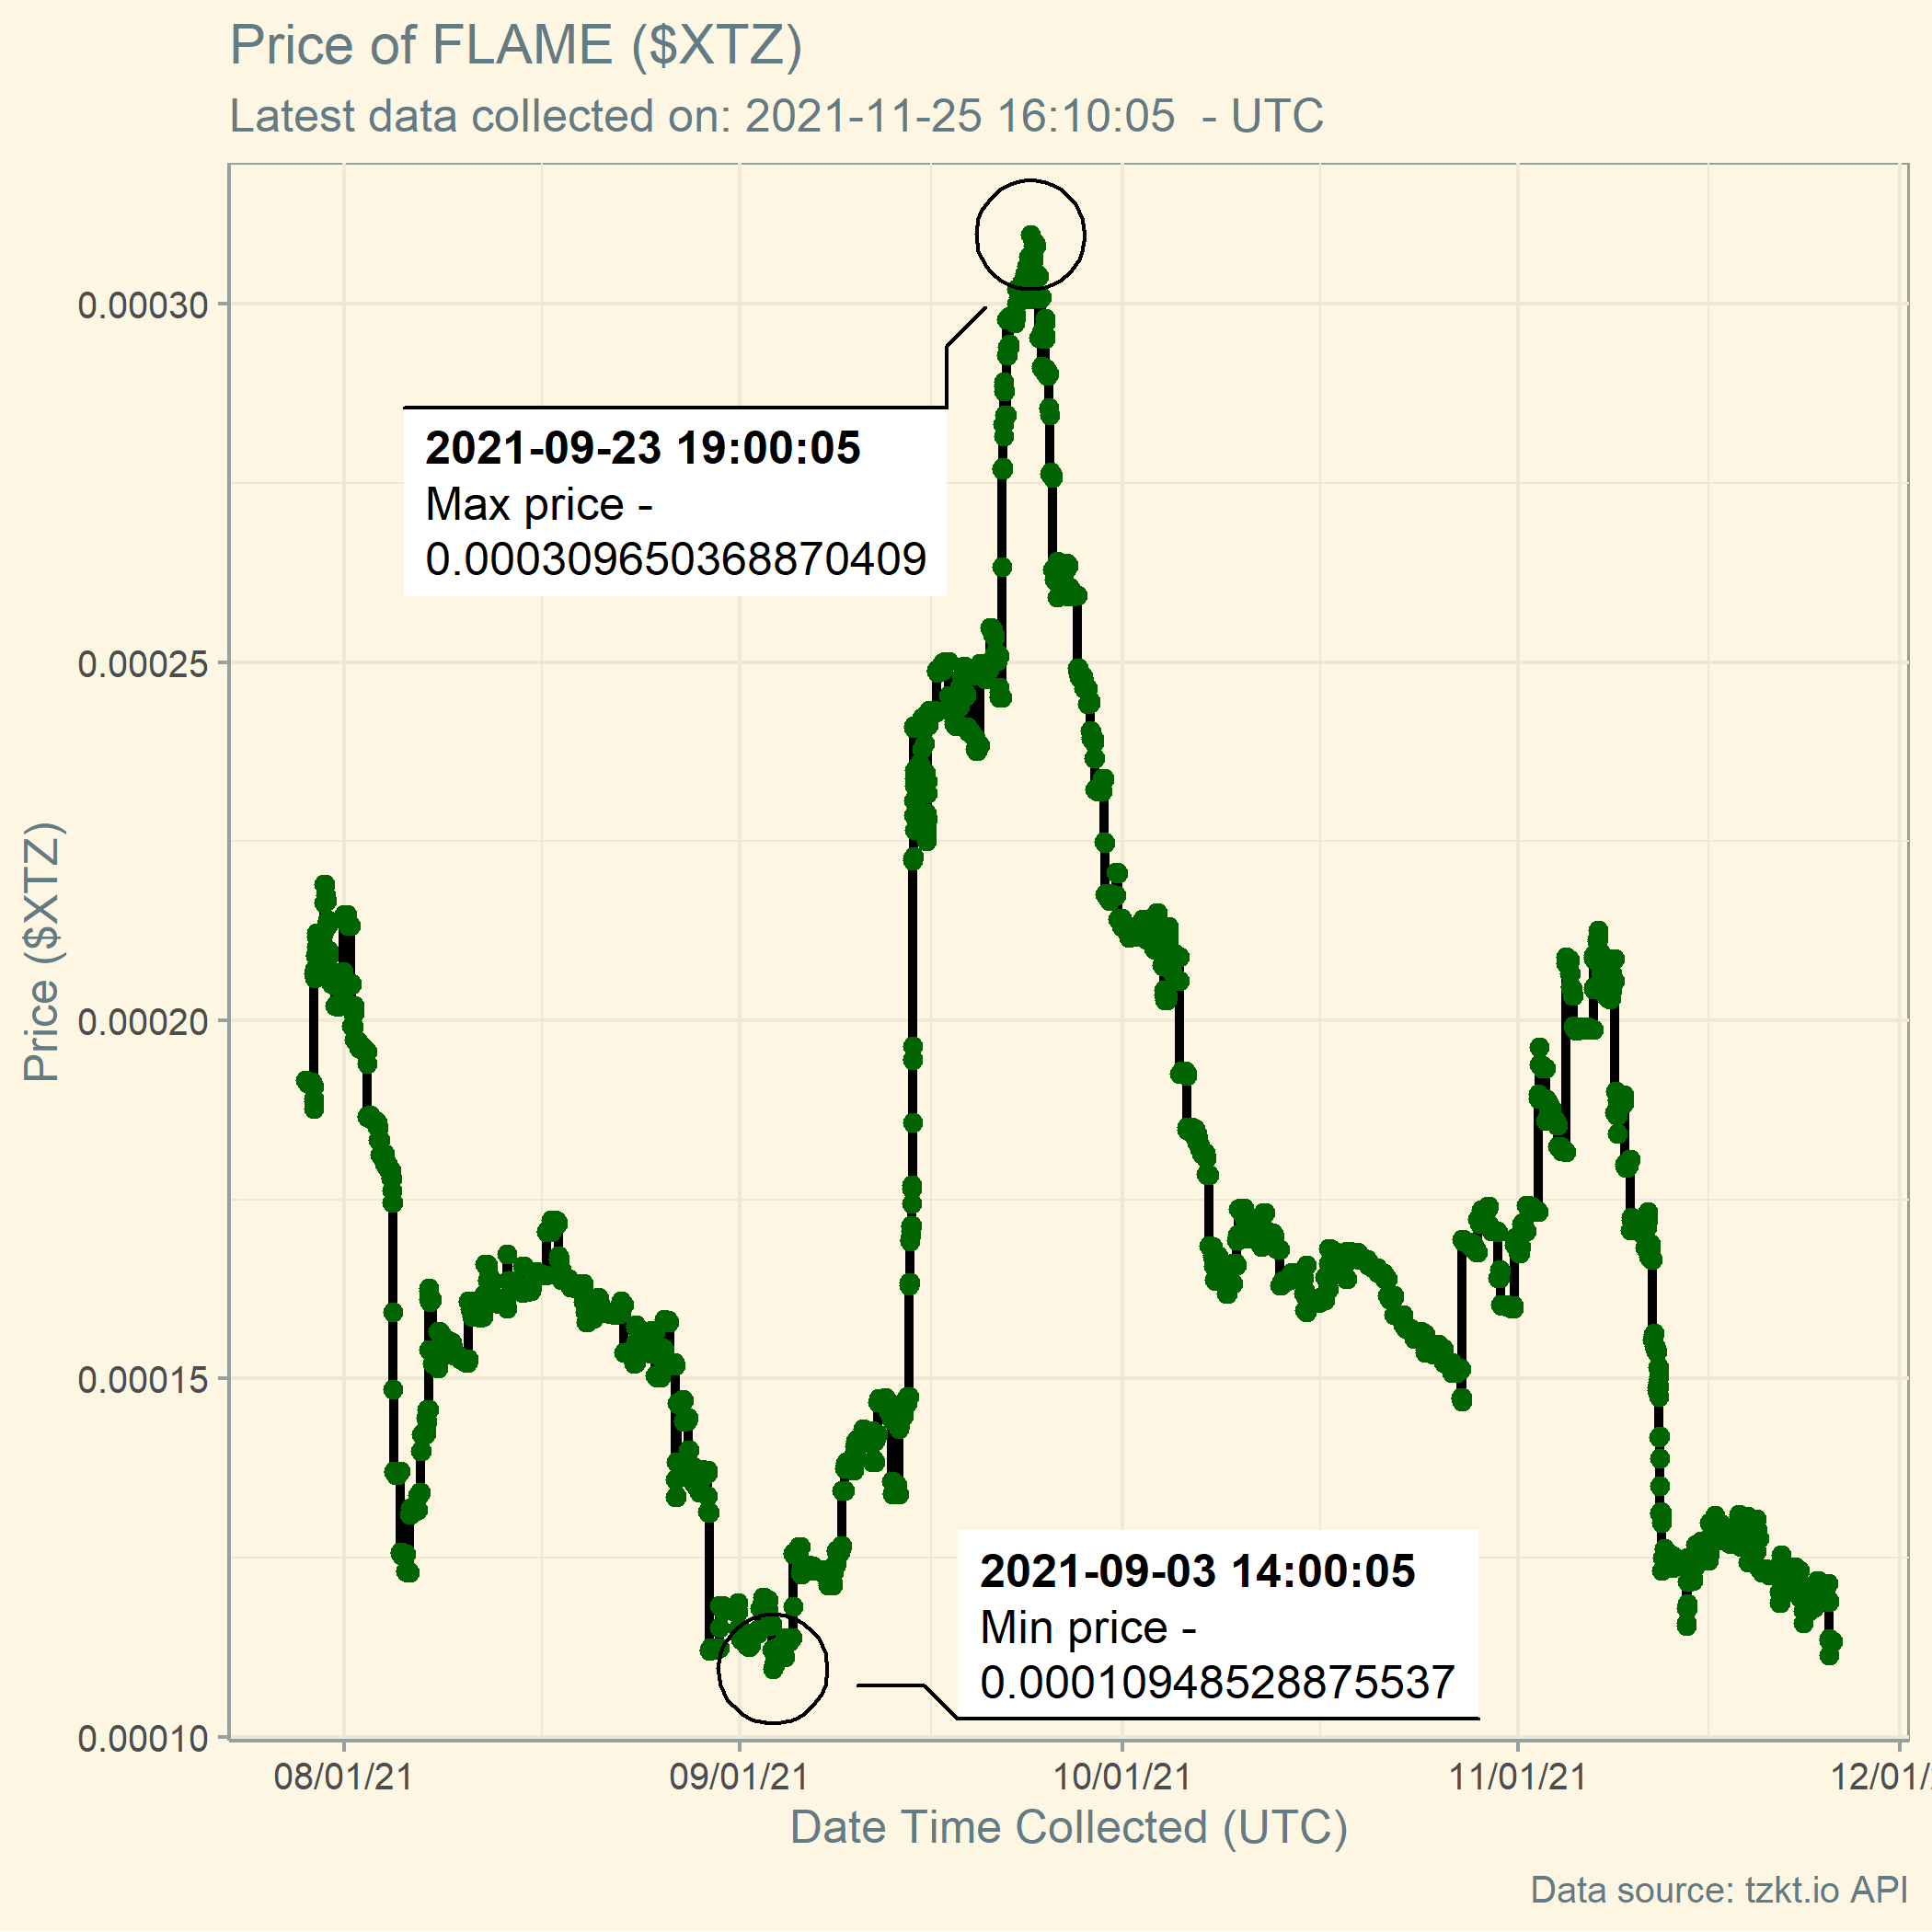 Price of FLAME ($XTZ)
Latest data collected on: 2021-11-25 16:10:05 - UTC
0.00030
0.00025
0.00020
0.00015
0.00010
Price ($XTZ)
2021-09-23 19:00:05
Max price -
0.000309650368870409
2021-09-03 14:00:05
Min price -
0.000109485288755537
08/01/21
09/01/21
10/01/21
11/01/21
12/01/
Date Time Collected (UTC)
Data source: tzkt.io API